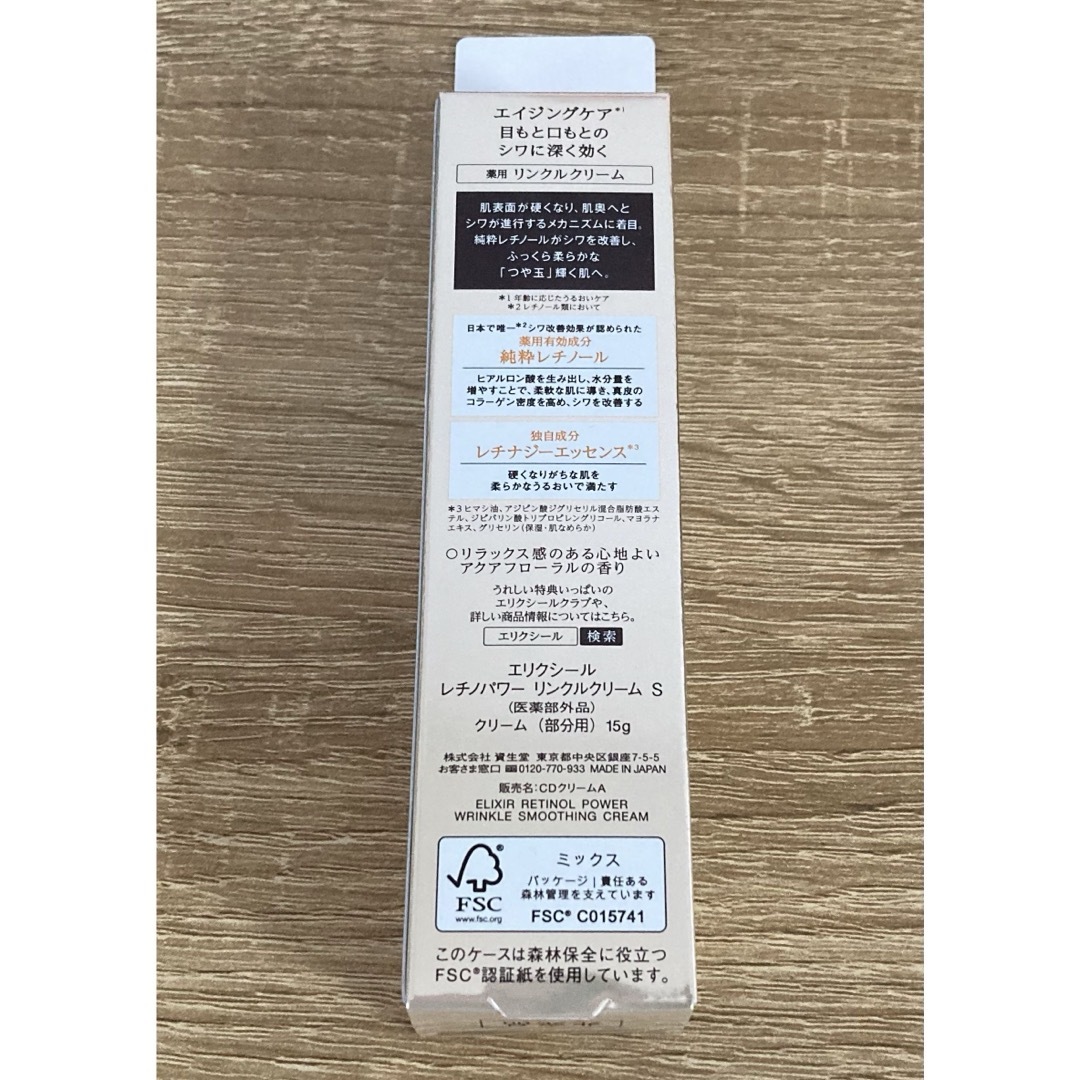 エイジングケア*1
目もと口もとの
シワに深く効く
薬用 リンクルクリーム
肌表面が硬くなり、肌奥へと
シワが進行するメカニズムに着目。
純粋レチノールがシワを改善し、
ふっくら柔らかな
「つや玉」輝く肌へ。
*1 年齢に応じたうるおいケア
*2 レチノール類において
日本で唯一*2シワ改善効果が認められた
薬用有効成分
純粋レチノール
ヒアルロン酸を生み出し、水分量を
増やすことで、柔軟な肌に導き、真皮の
コラーゲン密度を高め、シワを改善する
独自成分
レチナジーエッセンス*3
硬くなりがちな肌を
柔らかなうるおいで満たす
*3 ヒマシ油、アジピン酸ジグリセリル混合脂肪酸エス
テル、ジピバリン酸トリプロピレングリコール、マヨラナ
エキス、グリセリン(保湿・肌なめらか)
○リラックス感のある心地よい
アクアフローラルの香り
うれしい特典いっぱいの
エリクシールクラブや、
詳しい商品情報についてはこちら。
エリクシール 検索
エリクシール
レチノパワー リンクルクリーム S
(医薬部外品)
クリーム (部分用) 15g
株式会社 資生堂 東京都中央区銀座7-5-5
お客さま窓口 0120-770-933 MADE IN JAPAN
販売名:CDクリームA
ELIXIR RETINOL POWER
WRINKLE SMOOTHING CREAM
FSC
www.fsc.org
ミックス
パッケージ | 責任ある
森林管理を支えています
FSC® C015741
このケースは森林保全に役立つ
FSC®認証紙を使用しています。